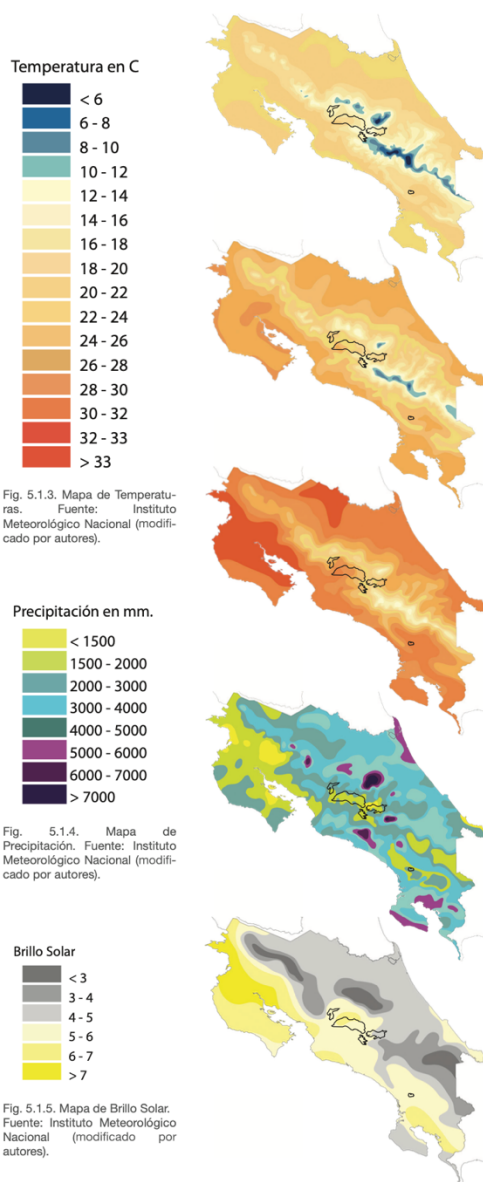 Temperatura en C
< 6
6 - 8
8 - 10
10 - 12
12 - 14
14 - 16
16 - 18
18 - 20
20 - 22
22 - 24
24 - 26
26 - 28
28 - 30
30 - 32
32 - 33
> 33
Fig. 5.1.3. Mapa de Temperatu-
ras. Fuente: Instituto
Meteorológico Nacional (modifi-
cado por autores).
Precipitación en mm.
< 1500
1500 - 2000
2000 - 3000
3000 - 4000
4000 - 5000
5000 - 6000
6000 - 7000
> 7000
Fig. 5.1.4. Mapa de
Precipitación. Fuente: Instituto
Meteorológico Nacional (modifi-
cado por autores).
Brillo Solar
< 3
3 - 4
4 - 5
5 - 6
6 - 7
> 7
Fig. 5.1.5. Mapa de Brillo Solar.
Fuente: Instituto Meteorológico
Nacional (modificado por
autores).